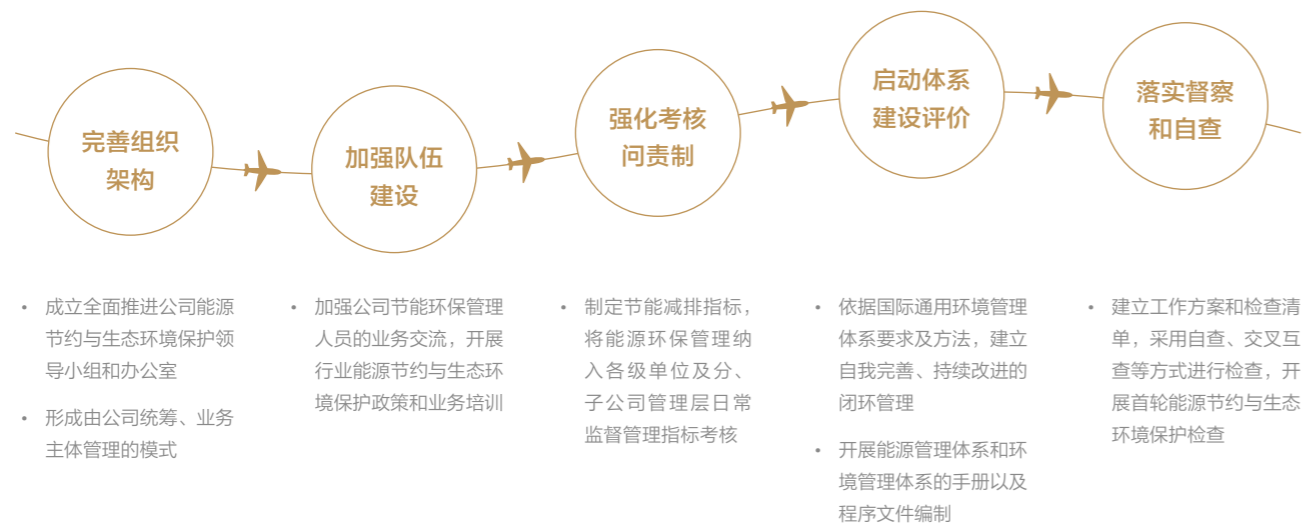 完善组织
架构
加强队伍
建设
强化考核
问责制
启动体系
建设评价
落实督察
和自查
• 成立全面推进公司能源
节约与生态环境保护领
导小组和办公室
• 形成由公司统筹、业务
主体管理的模式
• 加强公司节能环保管理
人员的业务交流，开展
行业能源节约与生态环
境保护政策和业务培训
• 制定节能减排指标，
将能源环保管理纳
入各级单位及分、
子公司管理层日常
监督管理指标考核
• 依据国际通用环境管理
体系要求及方法，建立
自我完善、持续改进的
闭环管理
• 开展能源管理体系和环
境管理体系的手册以及
程序文件编制
• 建立工作方案和检查清
单，采用自查、交叉互
查等方式进行检查，开
展首轮能源节约与生态
环境保护检查